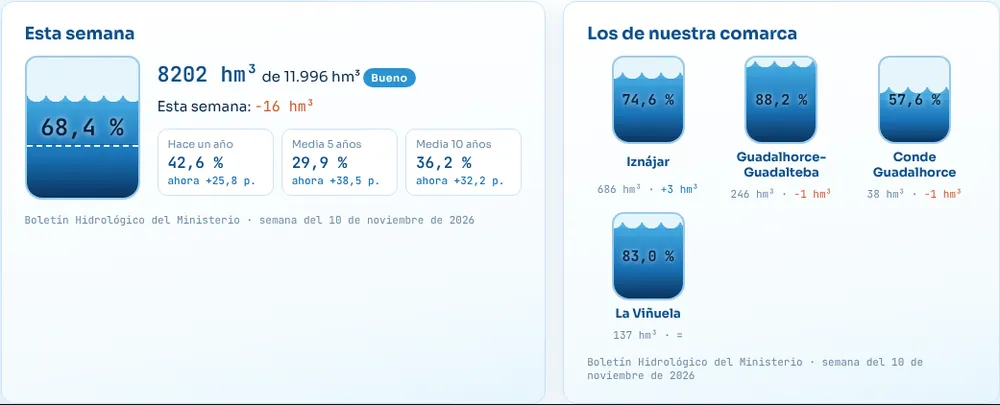 Esta semana
68,4 %
8202 hm³ de 11.996 hm³ Bueno
Esta semana: -16 hm³
Hace un año
42,6 %
ahora +25,8 p.
Media 5 años
29,9 %
ahora +38,5 p.
Media 10 años
36,2 %
ahora +32,2 p.
Boletín Hidrológico del Ministerio · semana del 10 de noviembre de 2026
Los de nuestra comarca
74,6 %
Iznájar
686 hm³ · +3 hm³
88,2 %
Guadalhorce-
Guadalteba
246 hm³ · -1 hm³
57,6 %
Conde
Guadalhorce
38 hm³ · -1 hm³
83,0 %
La Viñuela
137 hm³ · =
Boletín Hidrológico del Ministerio · semana del 10 de
noviembre de 2026